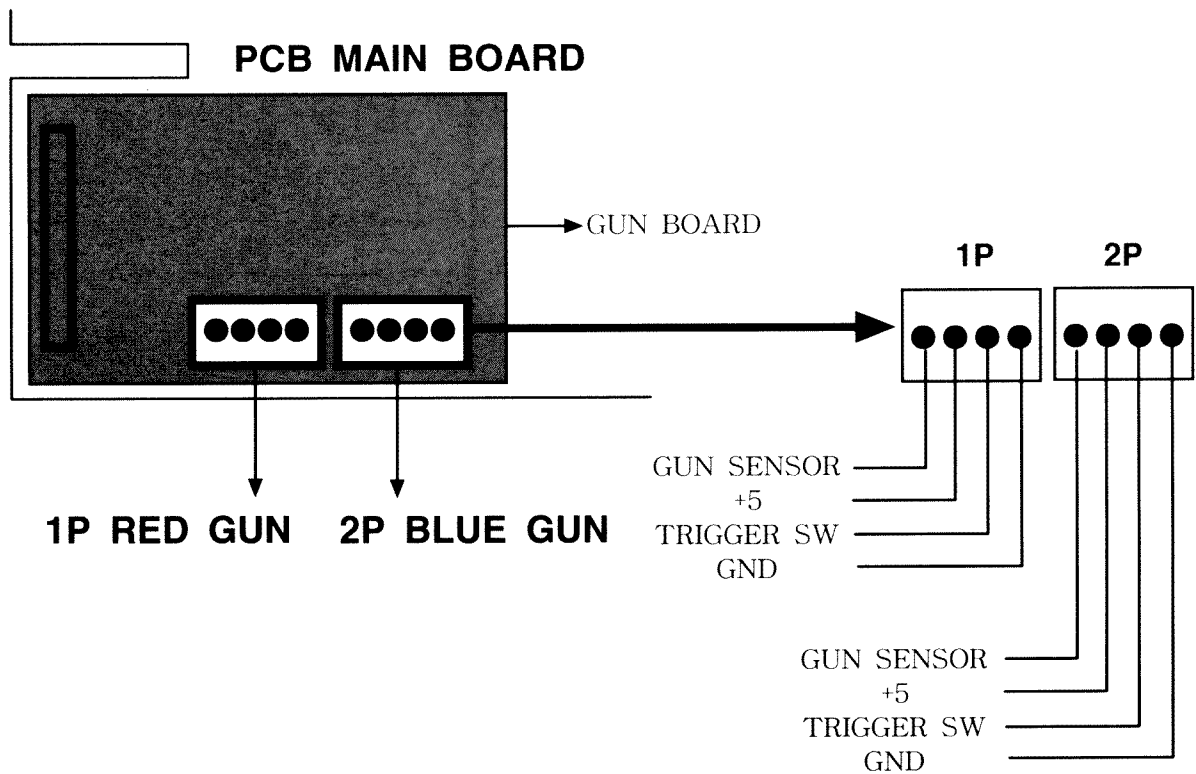 PCB MAIN BOARD
GUN BOARD
1P 2P
1P RED GUN 2P BLUE GUN
GUN SENSOR
+5
TRIGGER SW
GND
GUN SENSOR
+5
TRIGGER SW
GND